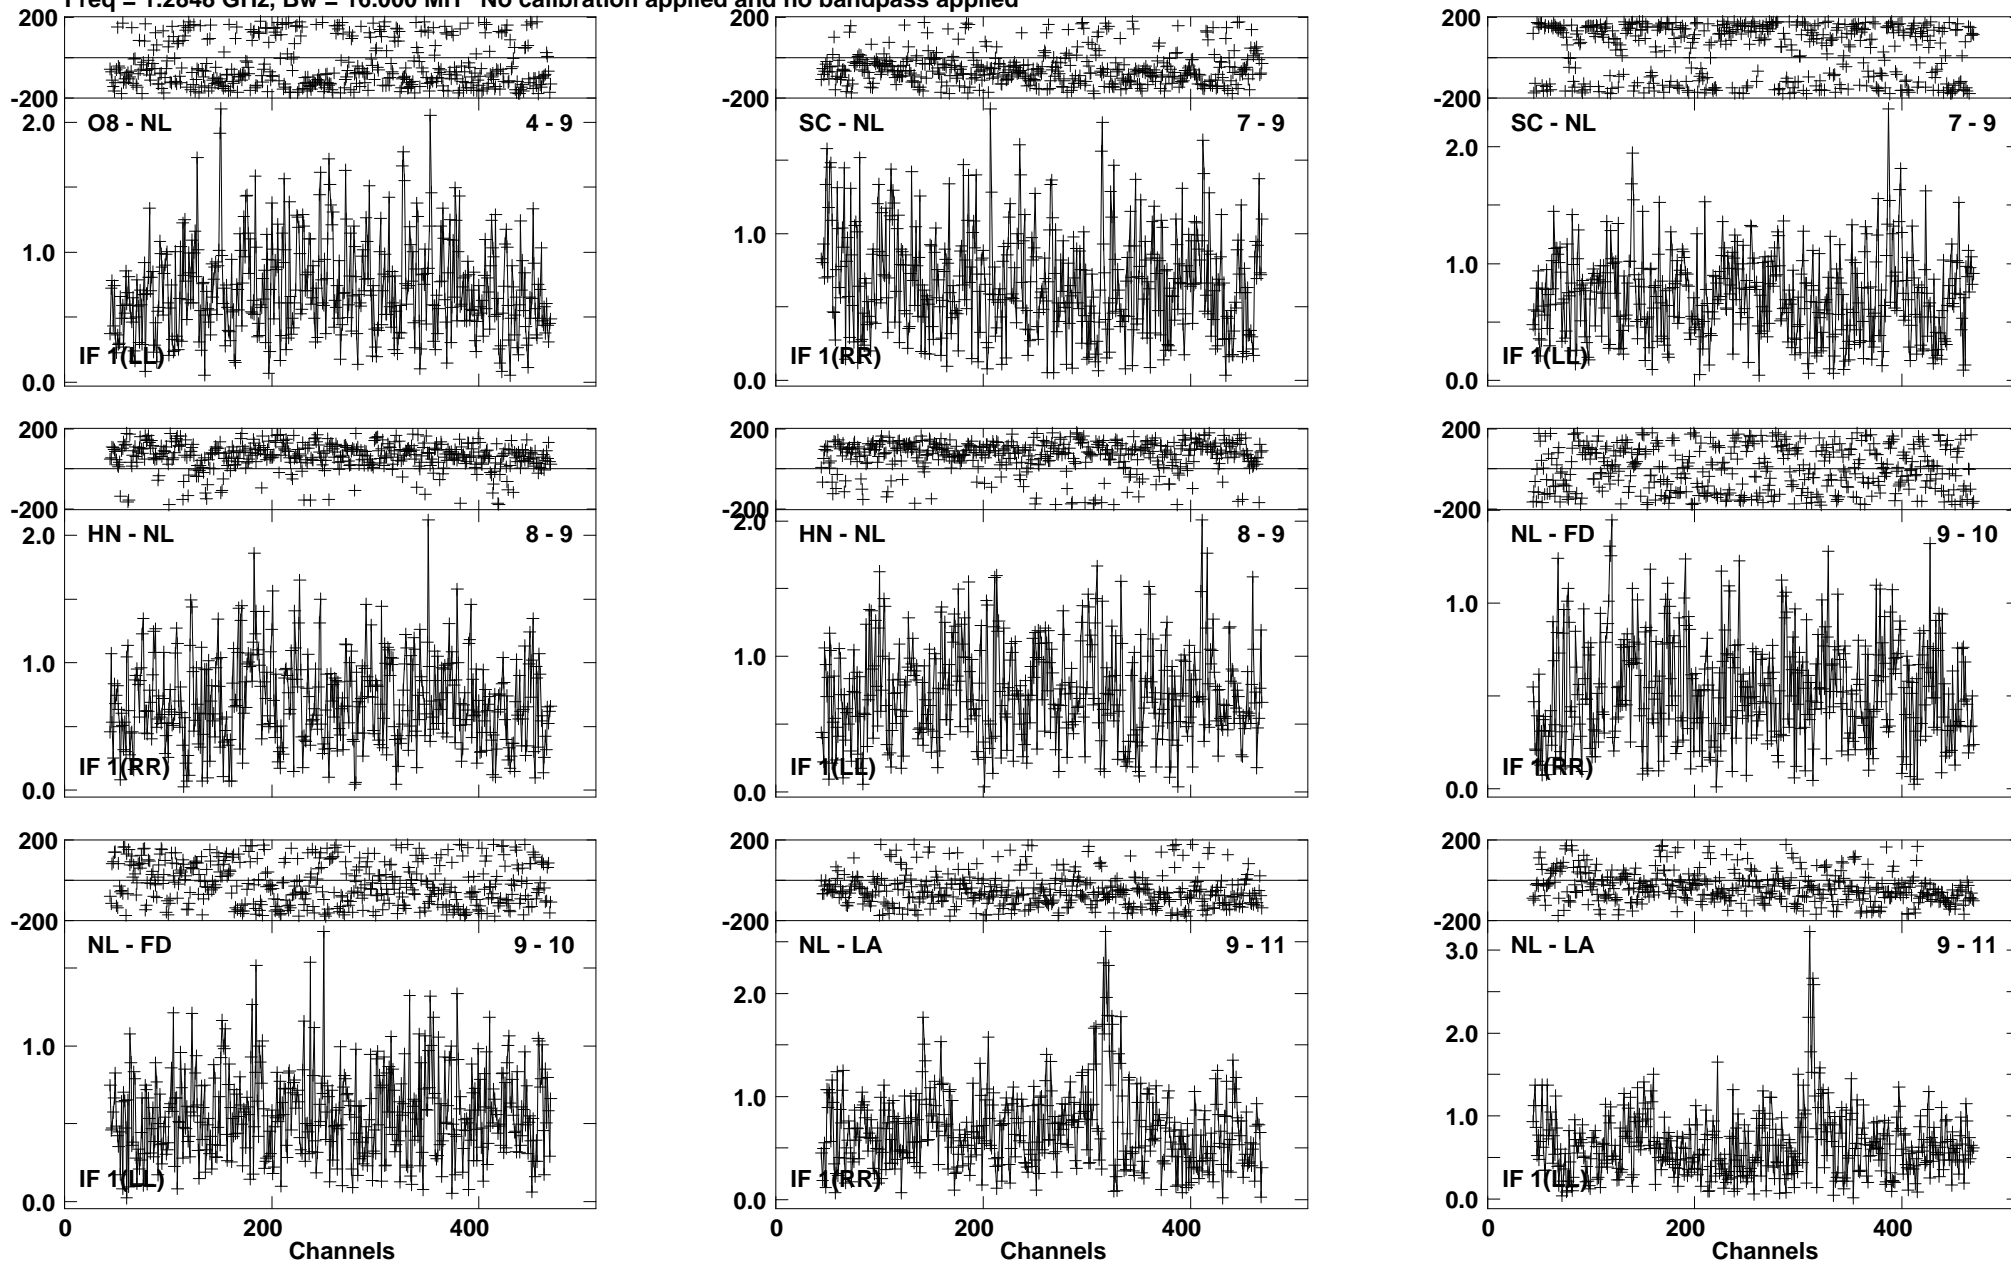 Freq = 1.2848 GHz, Bw = 16.000 MH No calibration applied and no bandpass applied
200 200 200
-200 -200 -200
O8 - NL 4 - 9 SC - NL 7 - 9 SC - NL 7 - 9
2.0 2.0
1.0 1.0 1.0
IF 1(LL) IF 1(RR) IF 1(LL)
0.0 0.0 0.0
200 200 200
-200 -200 -200
HN - NL 8 - 9 HN - NL 8 - 9 NL - FD 9 - 10
2.0 2.0
1.0 1.0 1.0
IF 1(RR) IF 1(LL) IF 1(RR)
0.0 0.0 0.0
200 200 200
-200 -200 -200
NL - FD 9 - 10 NL - LA 9 - 11 NL - LA 9 - 11
3.0
2.0 2.0
1.0 1.0 1.0
IF 1(LL) IF 1(RR) IF 1(LL)
0.0 0.0 0.0
0 200 400 0 200 400 0 200 400
Channels Channels Channels